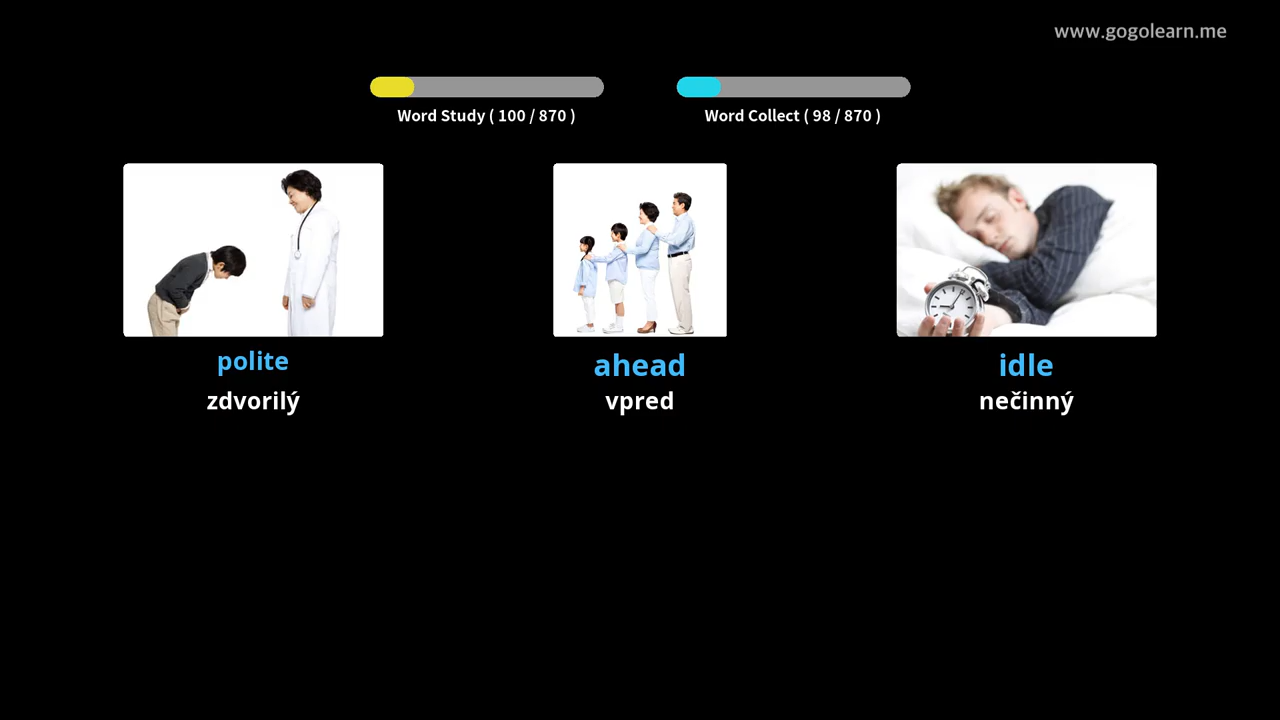 www.gogolearn.me
Word Study ( 100 / 870 )
Word Collect ( 98 / 870 )
polite
zdvorilý
ahead
vpred
idle
nečinný